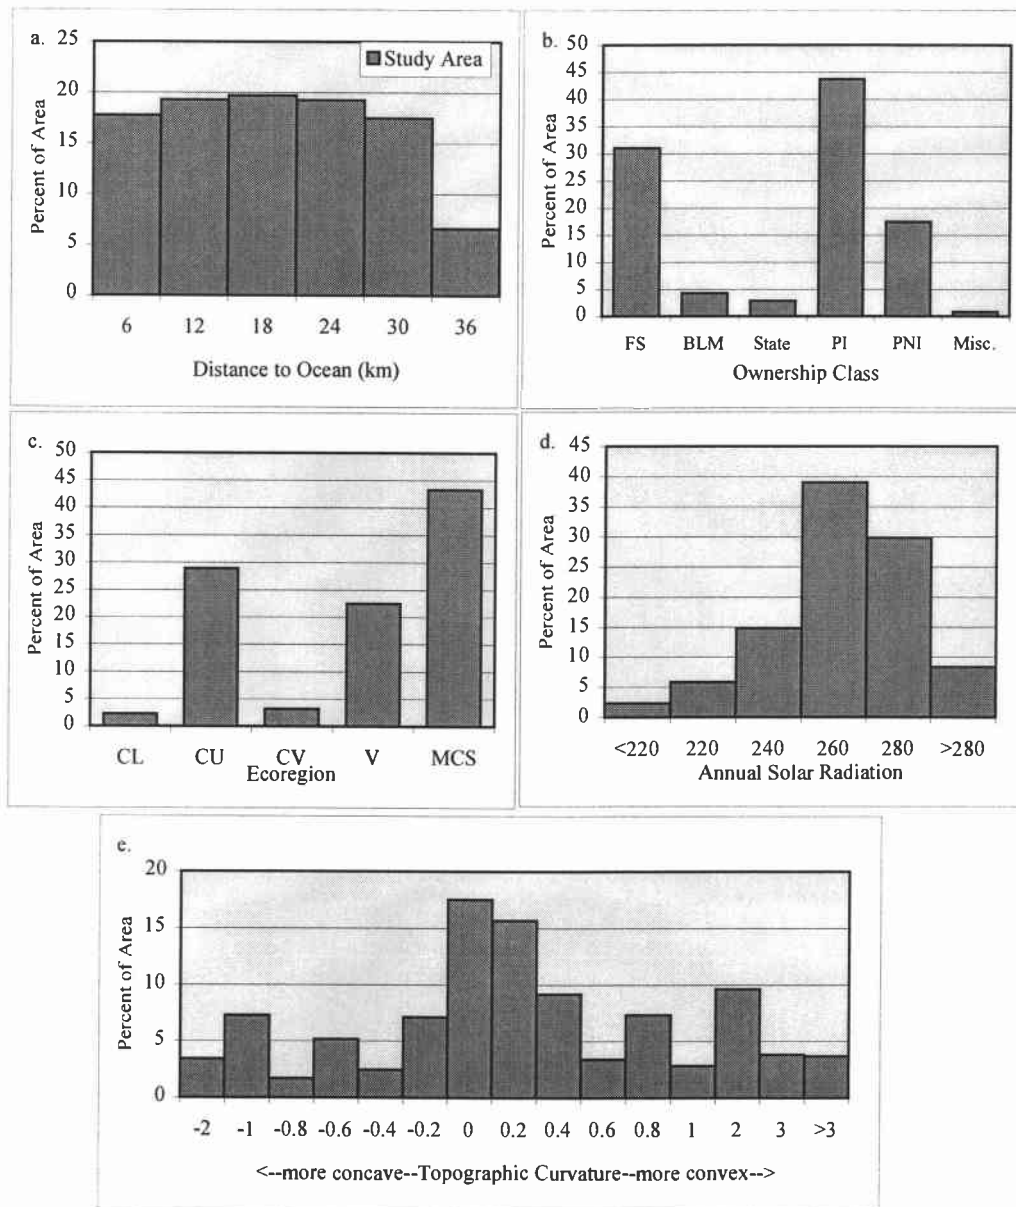 a.
25
20
15
10
5
0
Percent of Area
Study Area
6 12 18 24 30 36
Distance to Ocean (km)
b.
50
45
40
35
30
25
20
15
10
5
0
Percent of Area
FS BLM State PI PNI Misc.
Ownership Class
c.
50
45
40
35
30
25
20
15
10
5
0
Percent of Area
CL CU CV V MCS
Ecoregion
d.
45
40
35
30
25
20
15
10
5
0
Percent of Area
<220 220 240 260 280 >280
Annual Solar Radiation
e.
20
15
10
5
0
Percent of Area
-2 -1 -0.8 -0.6 -0.4 -0.2 0 0.2 0.4 0.6 0.8 1 2 3 >3
<--more concave--Topographic Curvature--more convex-->